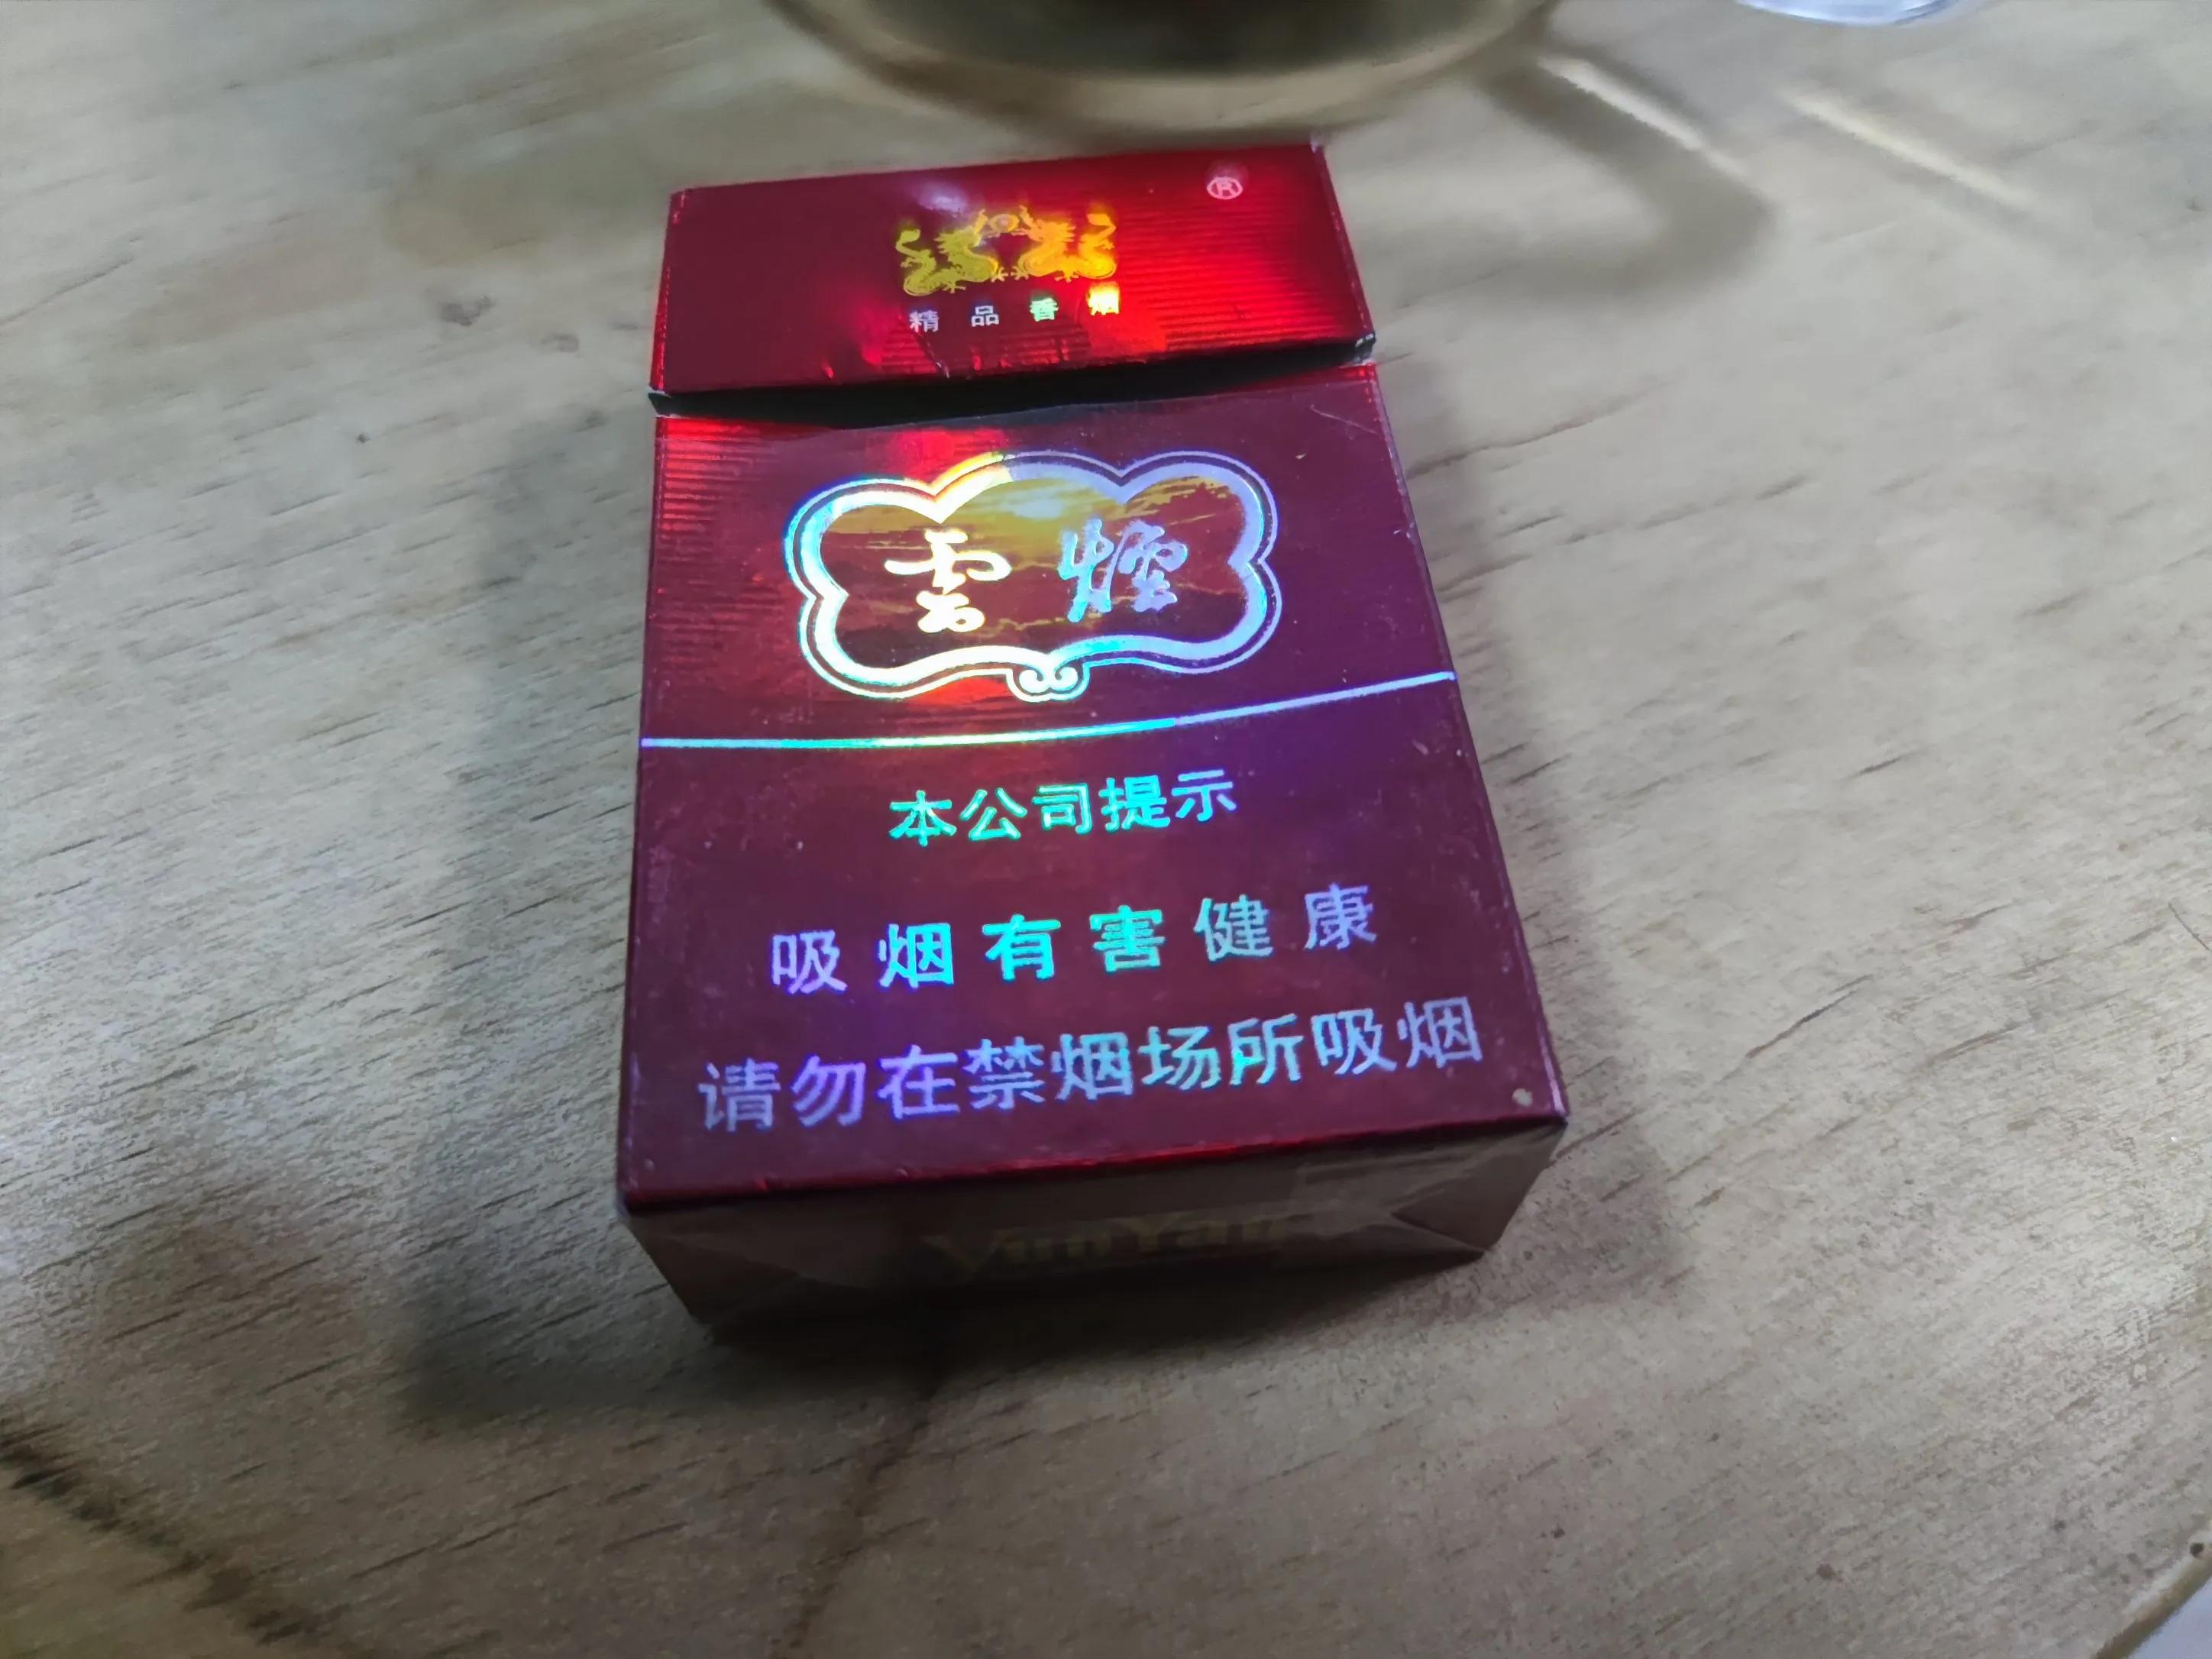 ®
精品香烟
雲煙
本公司提示
吸烟有害健康
请勿在禁烟场所吸烟